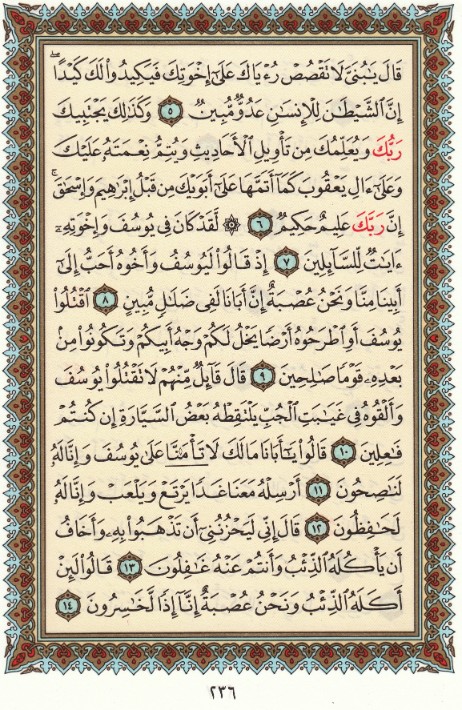 قَالَ يَٰبُنَيَّ لَا تَقْصُصْ رُءْيَاكَ عَلَىٰٓ إِخْوَتِكَ فَيَكِيدُوا۟ لَكَ كَيْدًا ۖ
إِنَّ ٱلشَّيْطَٰنَ لِلْإِنسَٰنِ عَدُوٌّ مُّبِينٌ ٥ وَكَذَٰلِكَ يَجْتَبِيكَ
رَبُّكَ وَيُعَلِّمُكَ مِن تَأْوِيلِ ٱلْأَحَادِيثِ وَيُتِمُّ نِعْمَتَهُۥ عَلَيْكَ
وَعَلَىٰٓ ءَالِ يَعْقُوبَ كَمَآ أَتَمَّهَا عَلَىٰٓ أَبَوَيْكَ مِن قَبْلُ إِبْرَٰهِيمَ وَإِسْحَٰقَ ۚ
إِنَّ رَبَّكَ عَلِيمٌ حَكِيمٌ ٦ ۞ لَّقَدْ كَانَ فِى يُوسُفَ وَإِخْوَتِهِۦٓ
ءَايَٰتٌ لِّلسَّآئِلِينَ ٧ إِذْ قَالُوا۟ لَيُوسُفُ وَأَخُوهُ أَحَبُّ إِلَىٰٓ
أَبِينَا مِنَّا وَنَحْنُ عُصْبَةٌ إِنَّ أَبَانَا لَفِى ضَلَٰلٍ مُّبِينٍ ٨ ٱقْتُلُوا۟
يُوسُفَ أَوِ ٱطْرَحُوهُ أَرْضًا يَخْلُ لَكُمْ وَجْهُ أَبِيكُمْ وَتَكُونُوا۟ مِنۢ
بَعْدِهِۦ قَوْمًا صَٰلِحِينَ ٩ قَالَ قَآئِلٌ مِّنْهُمْ لَا تَقْتُلُوا۟ يُوسُفَ
وَأَلْقُوهُ فِى غَيَٰبَتِ ٱلْجُبِّ يَلْتَقِطْهُ بَعْضُ ٱلسَّيَّارَةِ إِن كُنتُمْ
فَٰعِلِينَ ١٠ قَالُوا۟ يَٰٓأَبَانَا مَا لَكَ لَا تَأْمَ۫نَّا عَلَىٰ يُوسُفَ وَإِنَّا لَهُۥ
لَنَٰصِحُونَ ١١ أَرْسِلْهُ مَعَنَا غَدًا يَرْتَعْ وَيَلْعَبْ وَإِنَّا لَهُۥ
لَحَٰفِظُونَ ١٢ قَالَ إِنِّى لَيَحْزُنُنِىٓ أَن تَذْهَبُوا۟ بِهِۦ وَأَخَافُ
أَن يَأْكُلَهُ ٱلذِّئْبُ وَأَنتُمْ عَنْهُ غَٰفِلُونَ ١٣ قَالُوا۟ لَئِنْ
أَكَلَهُ ٱلذِّئْبُ وَنَحْنُ عُصْبَةٌ إِنَّآ إِذًا لَّخَٰسِرُونَ ١٤
٢٣٦